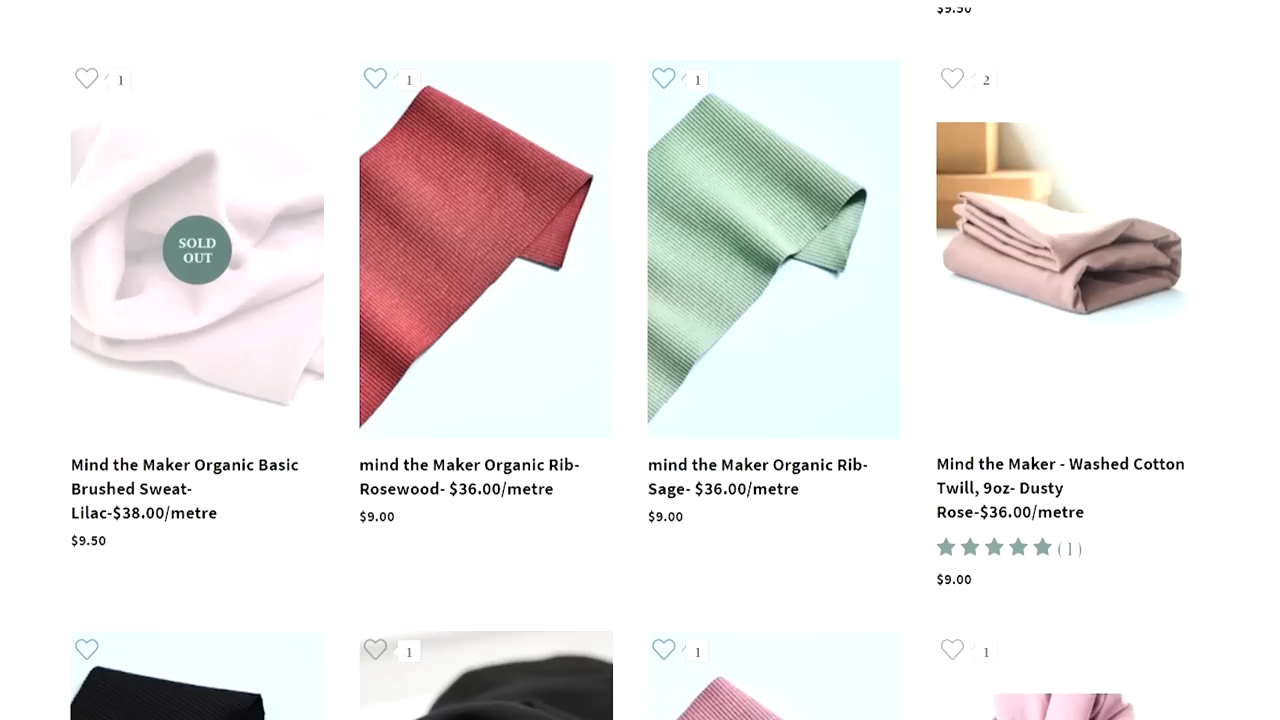 $9.50
1
1
1
2
SOLD
OUT
Mind the Maker Organic Basic
Brushed Sweat-
Lilac-$38.00/metre
$9.50
mind the Maker Organic Rib-
Rosewood- $36.00/metre
$9.00
mind the Maker Organic Rib-
Sage- $36.00/metre
$9.00
Mind the Maker - Washed Cotton
Twill, 9oz- Dusty
Rose-$36.00/metre
(1)
$9.00
1
1
1